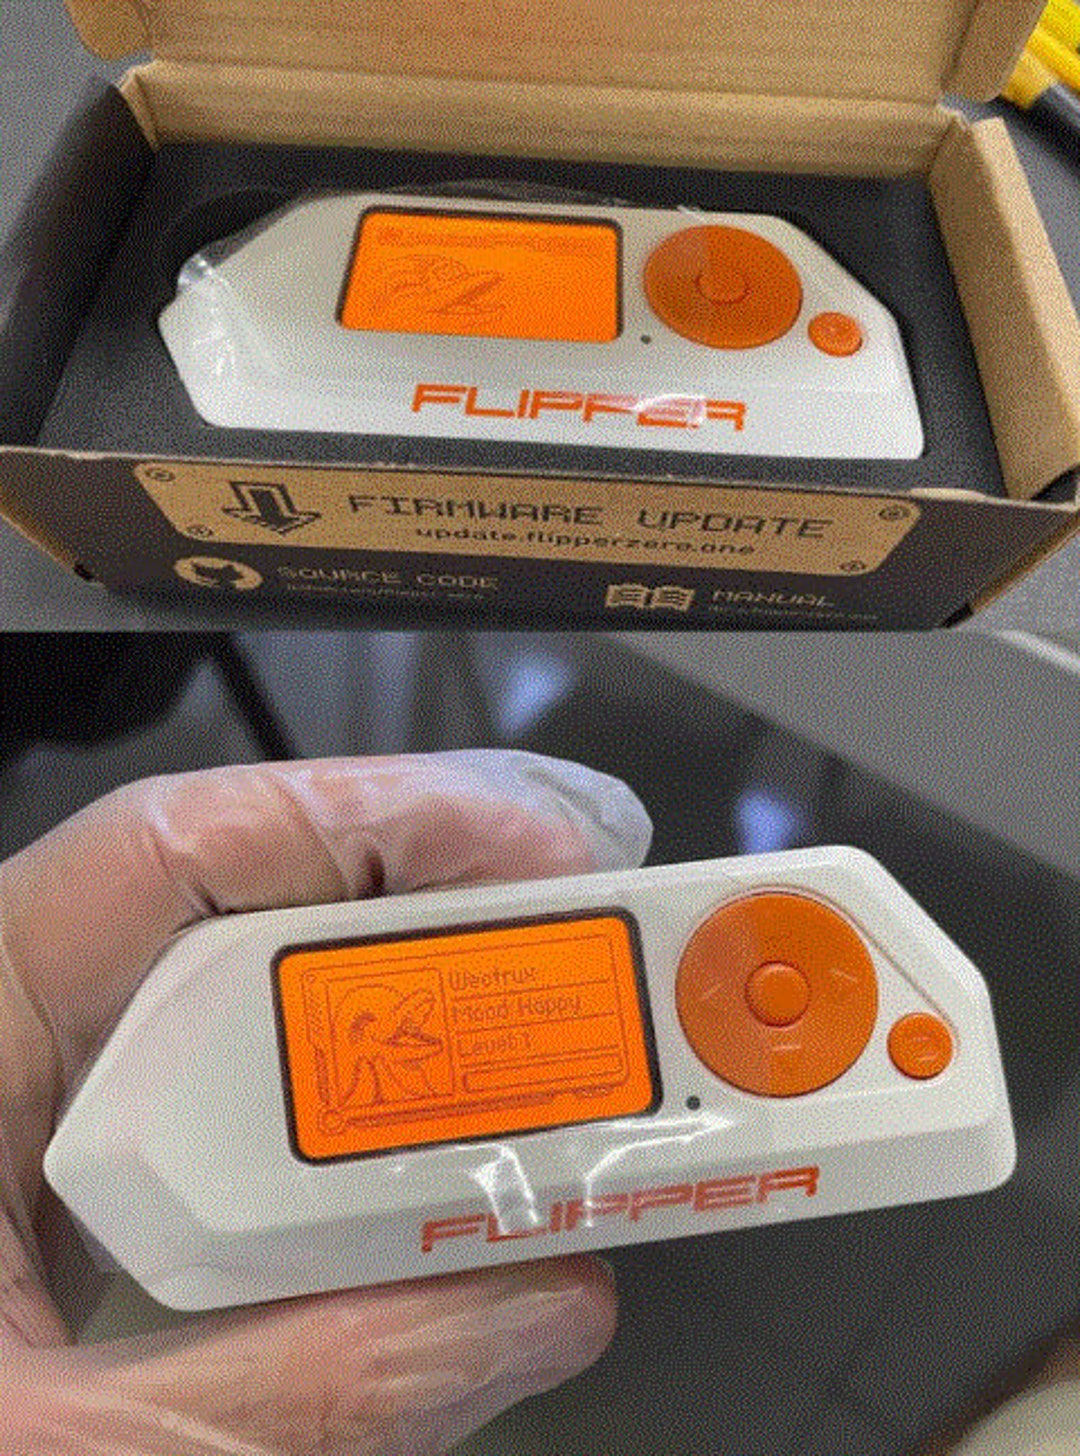 FLIPPER
FIRMWARE UPDATE
update.flipperzero.one
SOURCE CODE
MANUAL
Mood Happy
FLIPPER